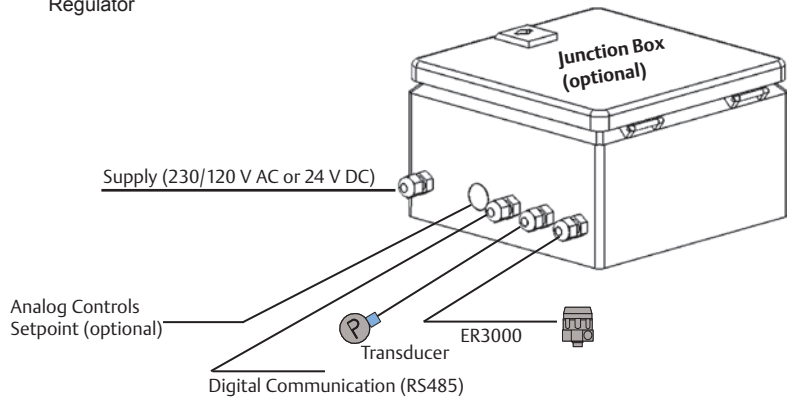 Regulator
Junction Box
(optional)
Supply (230/120 V AC or 24 V DC)
Analog Controls
Setpoint (optional)
P
Transducer
ER3000
Digital Communication (RS485)